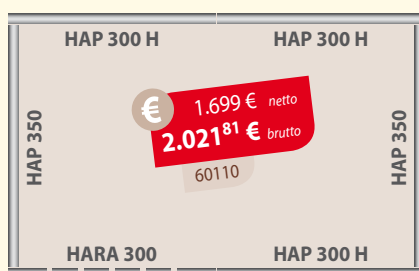 HAP 300 H HAP 300 H
HAP 350
€ 1.699 € netto
2.021⁸¹ € brutto
60110
HAP 350
HARA 300 HAP 300 H